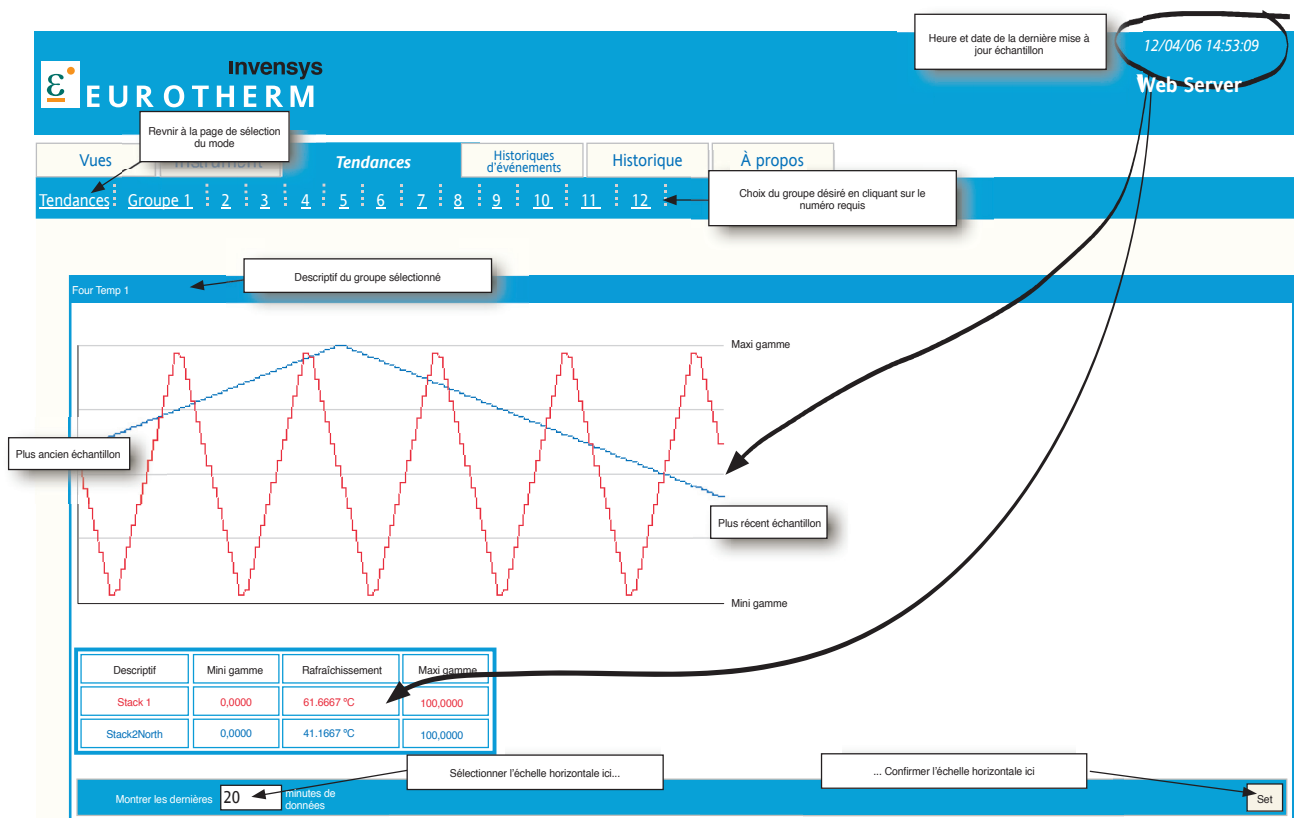 Heure et date de la dernière mise à
jour échantillon
12/04/06 14:53:09
Web Server
ε
invensys
EUROTHERM
Revnir à la page de sélection
du mode
Vues
Instrument
Tendances
Historiques
d'événements
Historique
À propos
Tendances Groupe 1 2 3 4 5 6 7 8 9 10 11 12
Choix du groupe désiré en cliquant sur le
numéro requis
Four Temp 1
Descriptif du groupe sélectionné
Maxi gamme
Plus ancien échantillon
Plus récent échantillon
Mini gamme
Descriptif Mini gamme Rafraîchissement Maxi gamme
Stack 1 0,0000 61.6667 ºC 100,0000
Stack2North 0,0000 41.1667 ºC 100,0000
Sélectionner l'échelle horizontale ici...
... Confirmer l'échelle horizontale ici
Montrer les dernières 20 minutes de
données
Set